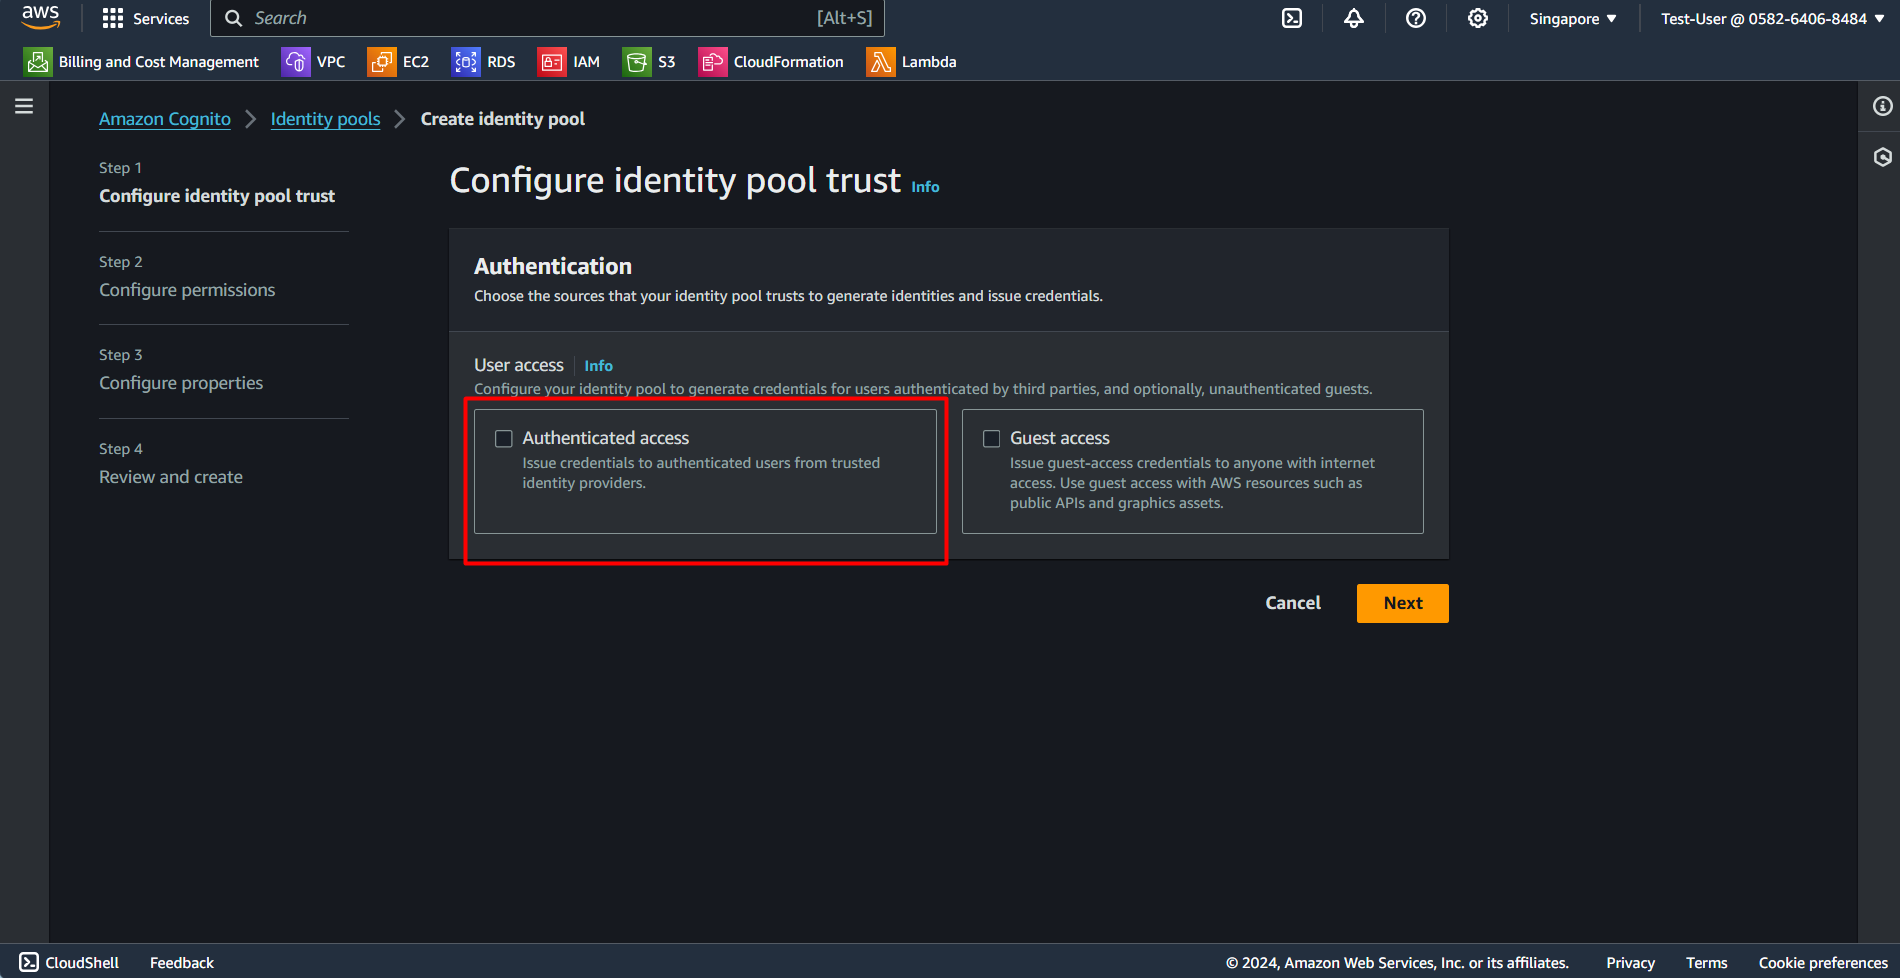 aws
Services
Search
[Alt+S]
Singapore ▼
Test-User @ 0582-6406-8484 ▼
Billing and Cost Management
VPC
EC2
RDS
IAM
S3
CloudFormation
Lambda
Amazon Cognito
Identity pools
Create identity pool
Step 1
Configure identity pool trust
Step 2
Configure permissions
Step 3
Configure properties
Step 4
Review and create
Configure identity pool trust Info
Authentication
Choose the sources that your identity pool trusts to generate identities and issue credentials.
User access Info
Configure your identity pool to generate credentials for users authenticated by third parties, and optionally, unauthenticated guests.
Authenticated access
Issue credentials to authenticated users from trusted
identity providers.
Guest access
Issue guest-access credentials to anyone with internet
access. Use guest access with AWS resources such as
public APIs and graphics assets.
Cancel
Next
CloudShell
Feedback
© 2024, Amazon Web Services, Inc. or its affiliates.
Privacy
Terms
Cookie preferences